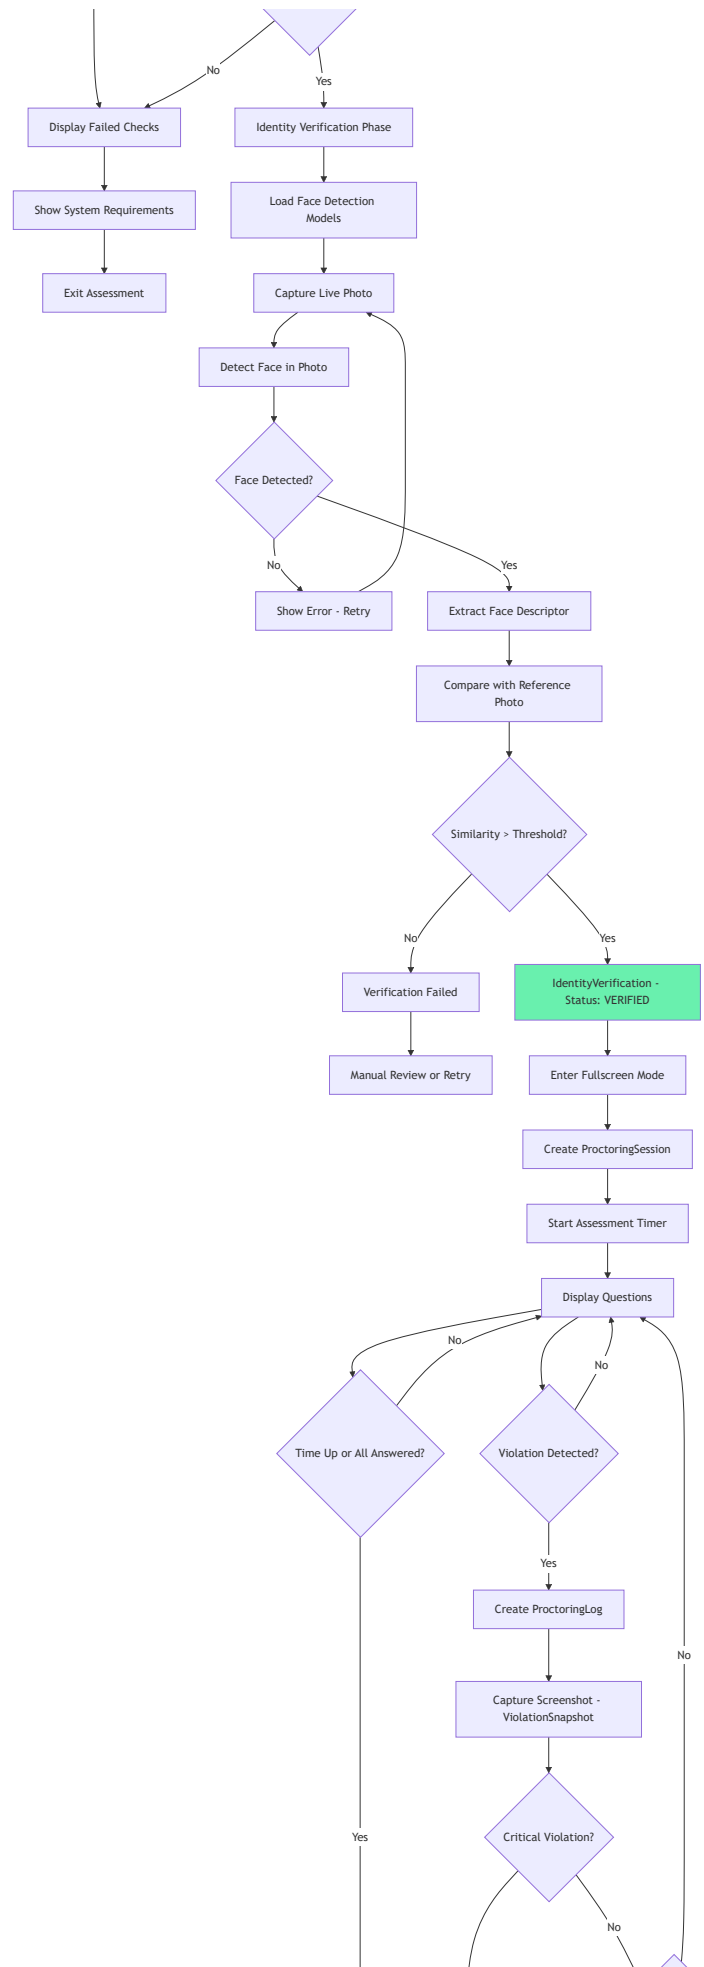 No
Yes
Display Failed Checks
Identity Verification Phase
Show System Requirements
Load Face Detection
Models
Exit Assessment
Capture Live Photo
Detect Face in Photo
Face Detected?
No
Yes
Show Error - Retry
Extract Face Descriptor
Compare with Reference
Photo
Similarity > Threshold?
No
Yes
Verification Failed
IdentityVerification -
Status: VERIFIED
Manual Review or Retry
Enter Fullscreen Mode
Create ProctoringSession
Start Assessment Timer
Display Questions
No
No
Time Up or All Answered?
Violation Detected?
Yes
Create ProctoringLog
No
Capture Screenshot -
ViolationSnapshot
Yes
Critical Violation?
No